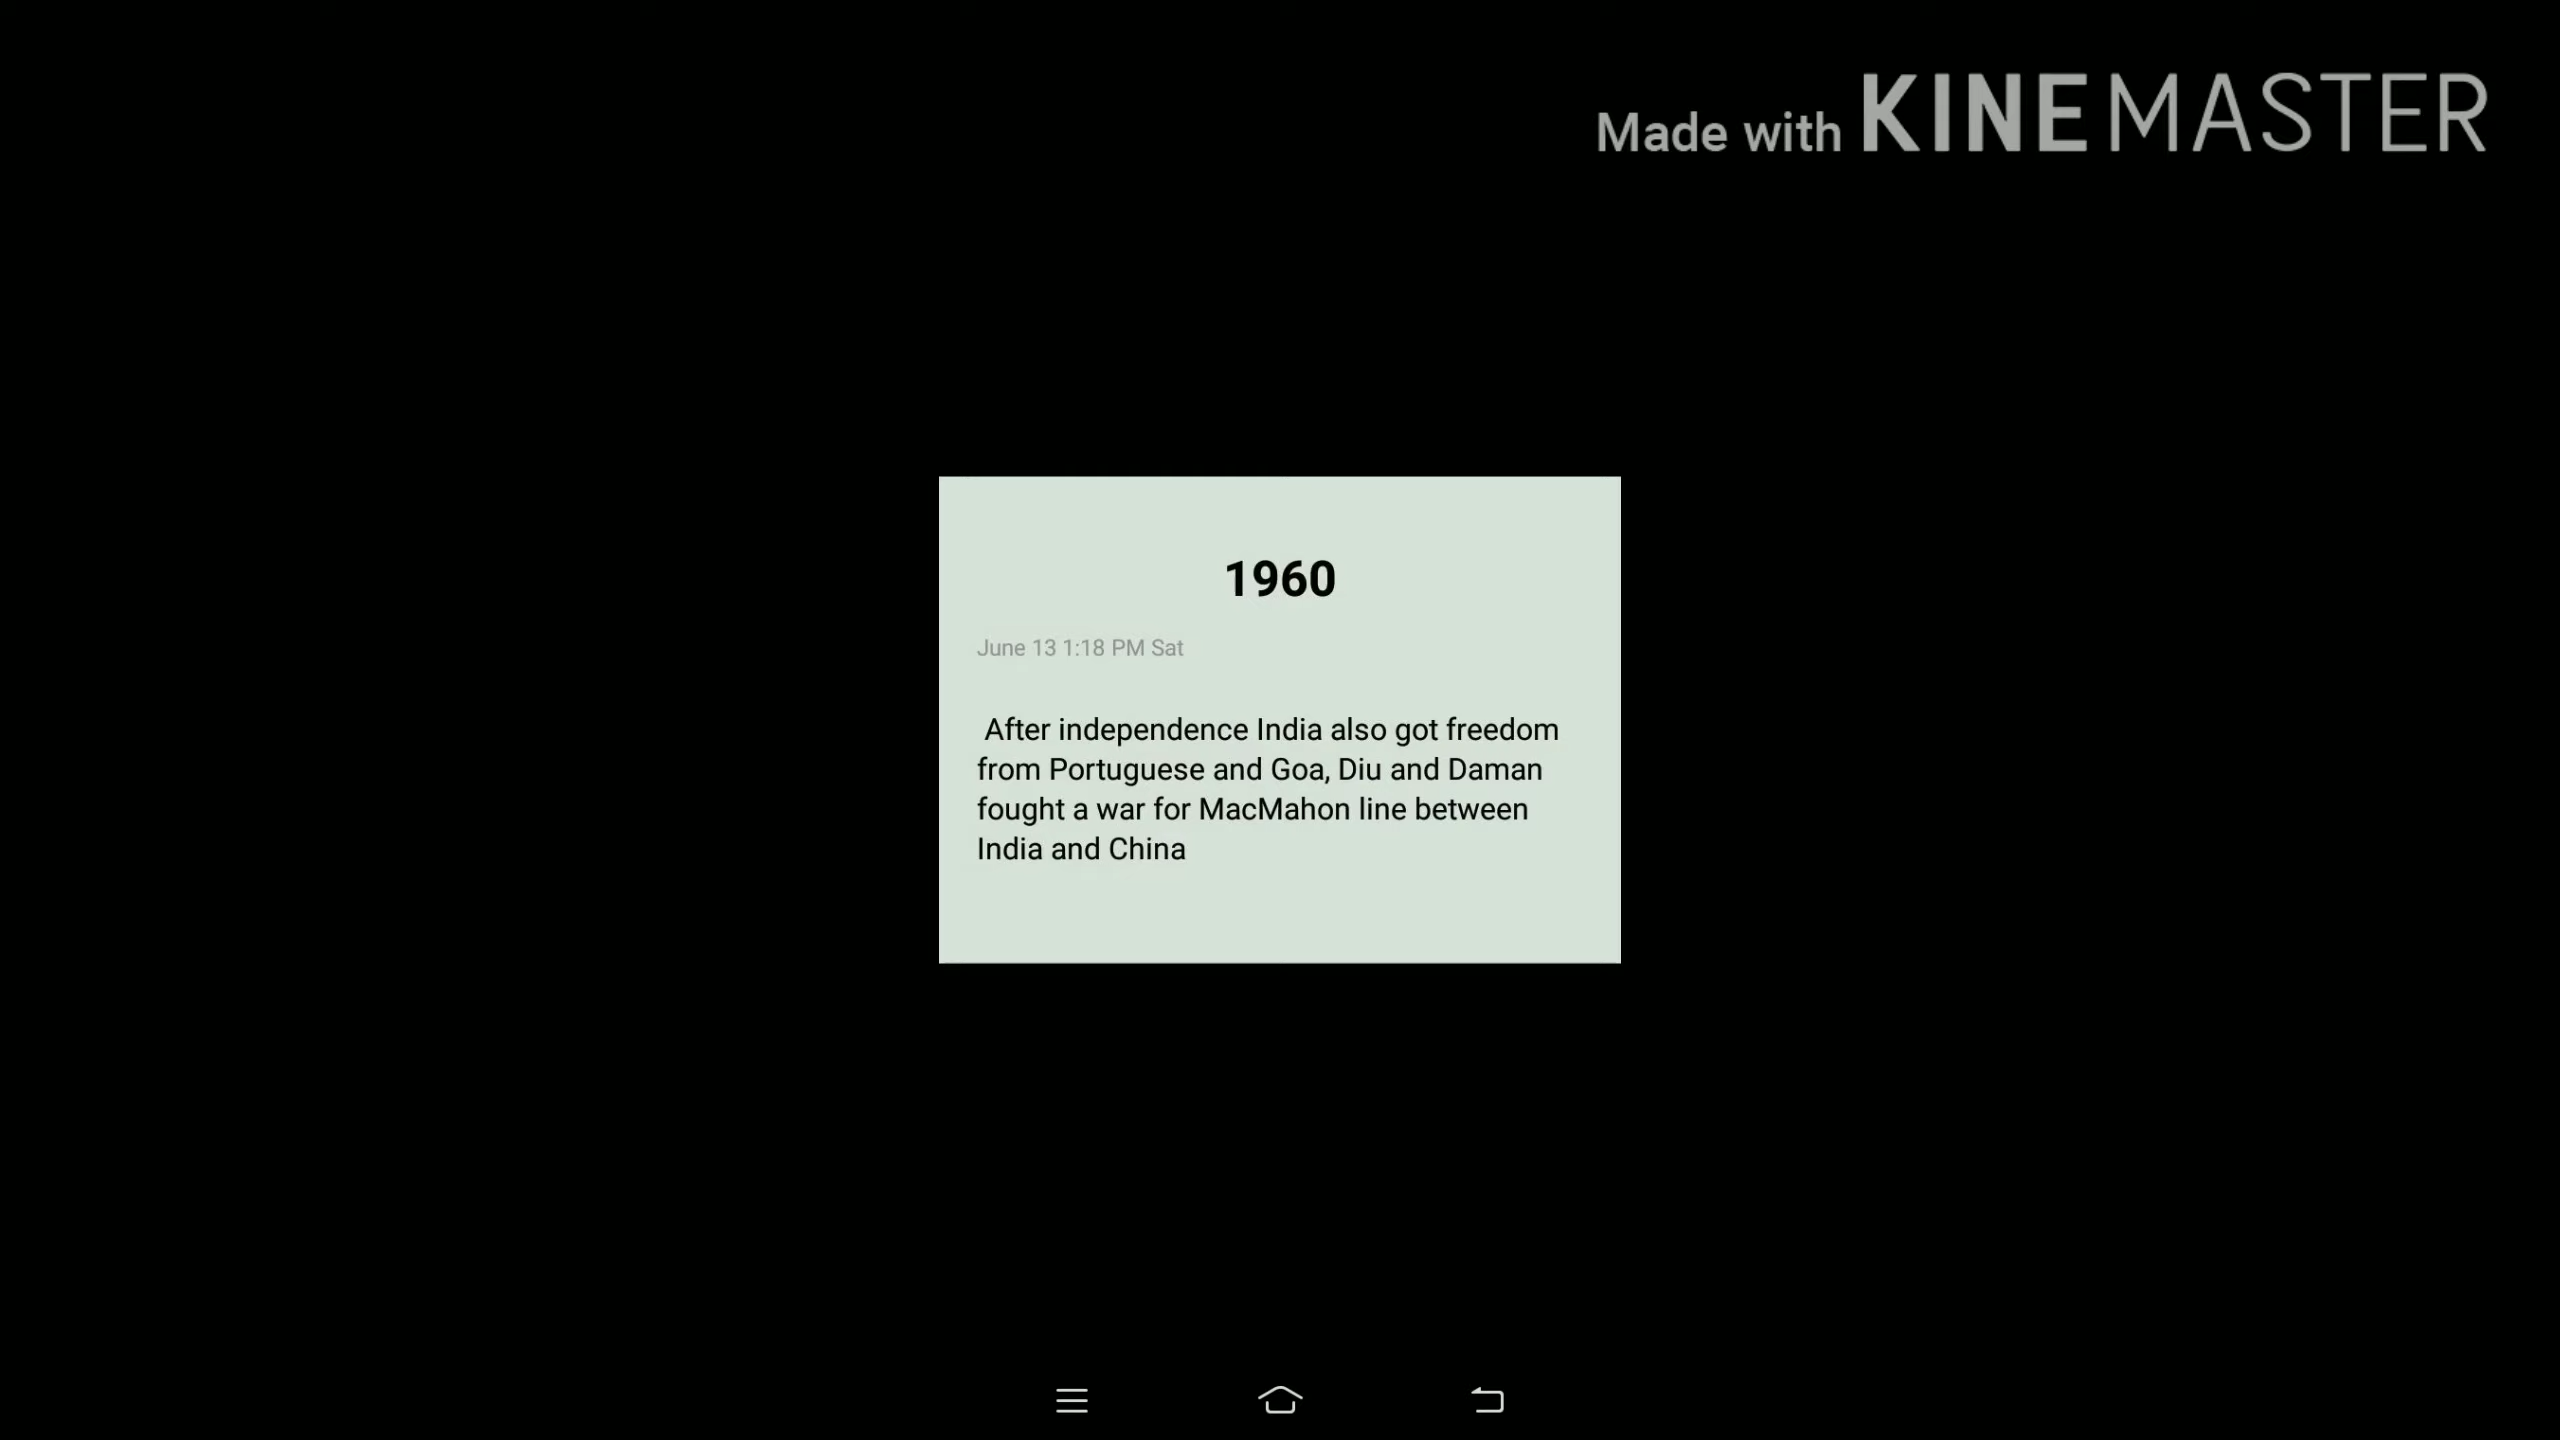 Made with KINEMASTER
1960
June 13 1:18 PM Sat
After independence India also got freedom
from Portuguese and Goa, Diu and Daman
fought a war for MacMahon line between
India and China